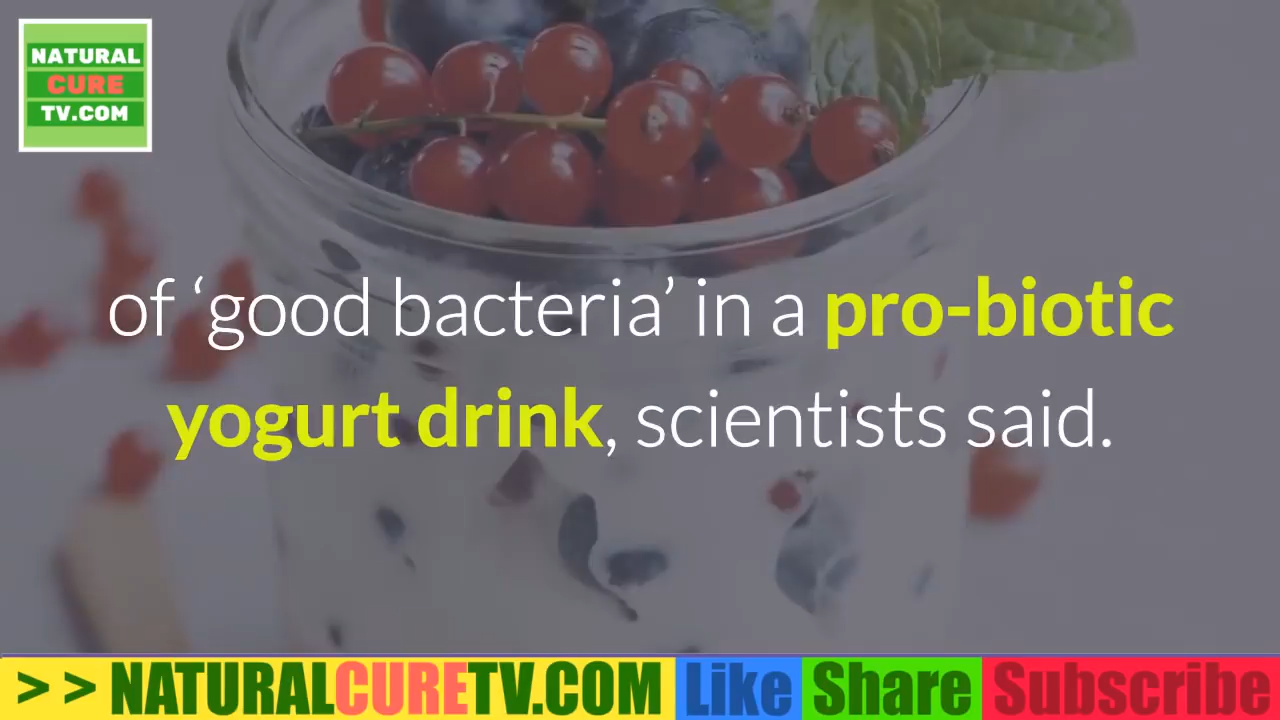 NATURAL
CURE
TV.COM
of ‘good bacteria’ in a pro-biotic
yogurt drink, scientists said.
> > NATURALCURETV.COM Like Share Subscribe